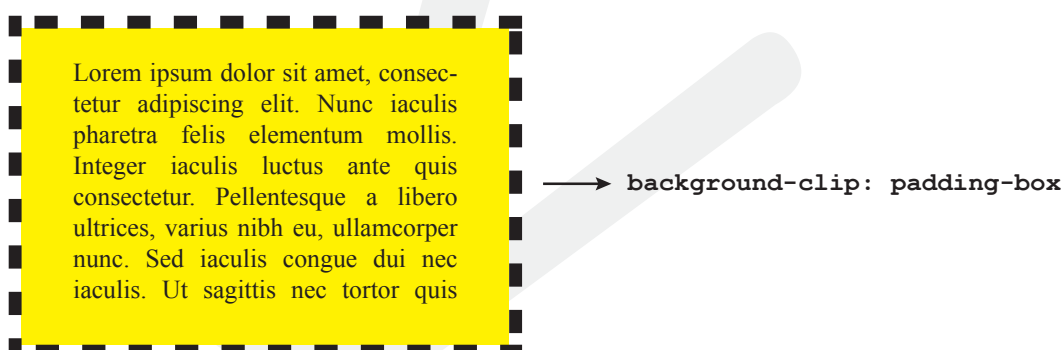 Lorem ipsum dolor sit amet, consec-
tetur adipiscing elit. Nunc iaculis
pharetra felis elementum mollis.
Integer iaculis luctus ante quis
consectetur. Pellentesque a libero
ultrices, varius nibh eu, ullamcorper
nunc. Sed iaculis congue dui nec
iaculis. Ut sagittis nec tortor quis
background-clip: padding-box